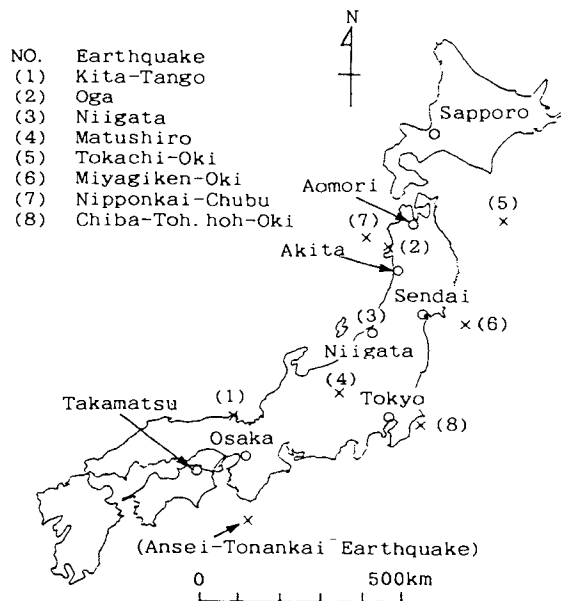 N
NO. Earthquake
(1) Kita-Tango
(2) Oga
(3) Niigata
(4) Matushiro
(5) Tokachi-Oki
(6) Miyagiken-Oki
(7) Nipponkai-Chubu
(8) Chiba-Toh.hoh-Oki
Sapporo
Aomori
(5)
(7)
(2)
Akita
Sendai
(3)
(6)
Niigata
(4)
Takamatsu
(1)
Tokyo
(8)
Osaka
(Ansei-Tonankai Earthquake)
0 500km